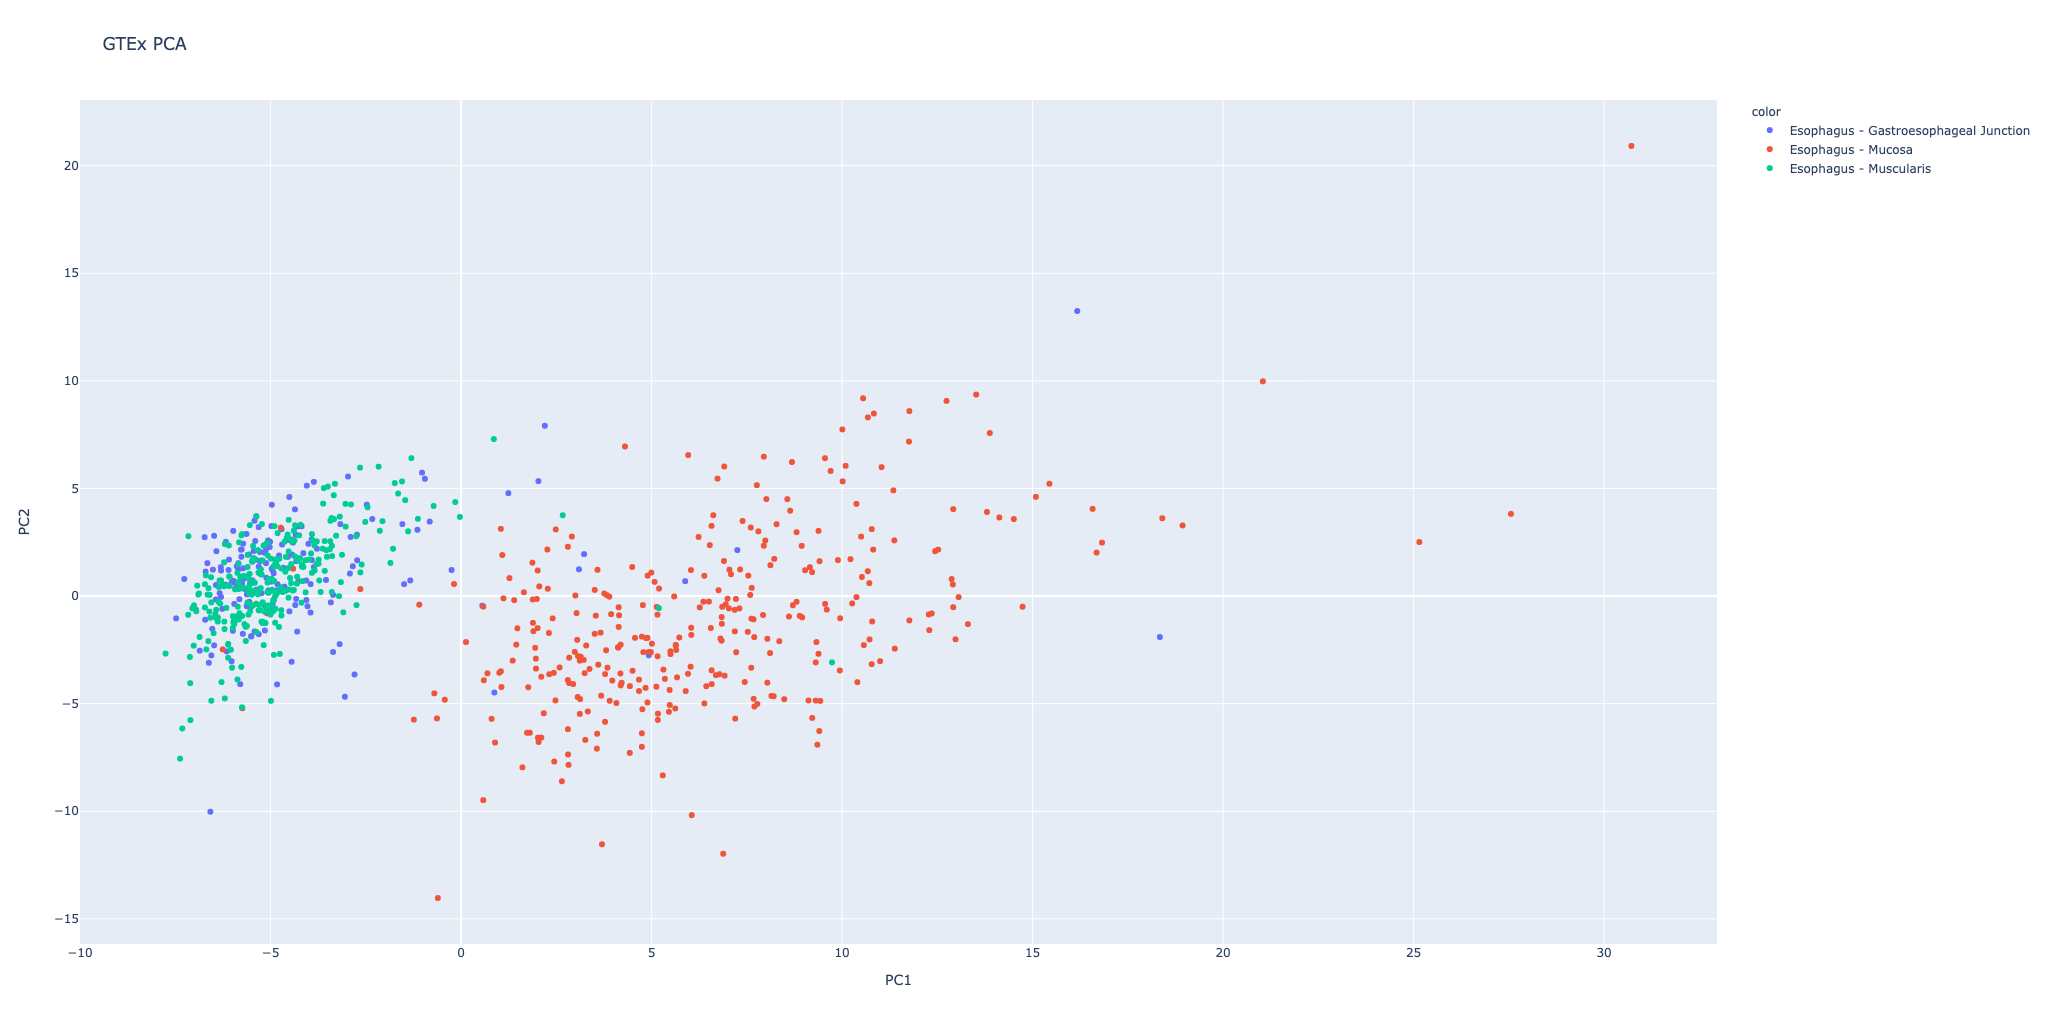 GTEx PCA
color
Esophagus - Gastroesophageal Junction
Esophagus - Mucosa
Esophagus - Muscularis
20
15
10
5
0
−5
−10
−15
PC2
−10 −5 0 5 10 15 20 25 30
PC1